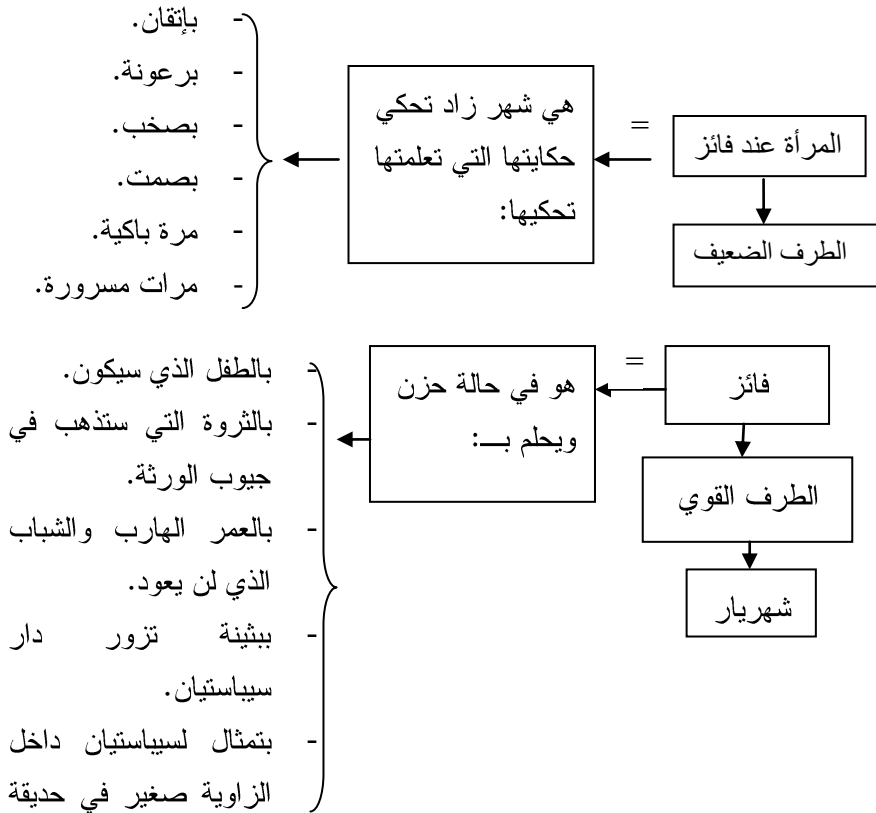 المرأة عند فائز
الطرف الضعيف
=
هي شهر زاد تحكي
حكايتها التي تعلمتها
تحكيها:
- بإتقان.
- برعونة.
- بصخب.
- بصمت.
- مرة باكية.
- مرات مسرورة.
فائز
الطرف القوي
شهريار
=
هو في حالة حزن
ويحلم بـــ:
- بالطفل الذي سيكون.
- بالثروة التي ستذهب في
جيوب الورثة.
- بالعمر الهارب والشباب
الذي لن يعود.
- ببثينة تزور دار
سيباستيان.
- بتمثال لسيباستيان داخل
الزاوية صغير في حديقة